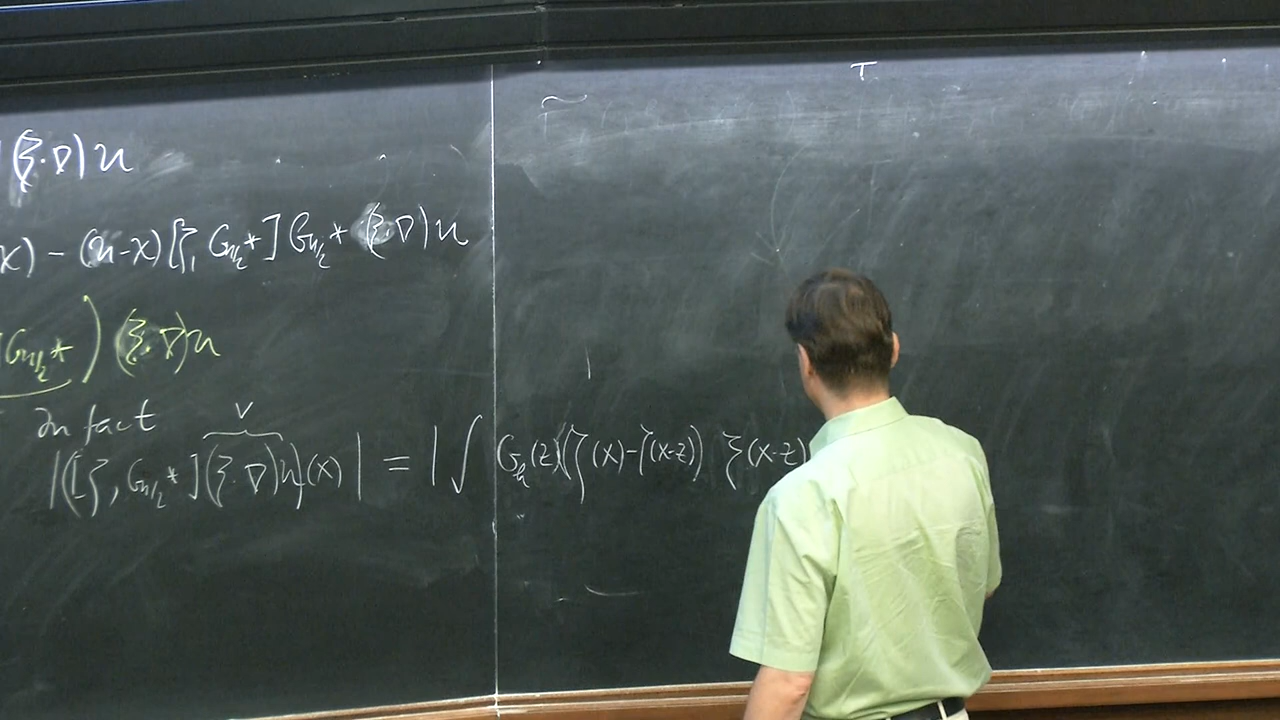 (ξ·∇)u
x) − (u-x)[ζ, G_{h/2}*] G_{h/2}* (ξ·∇)u
(G_{h/2}*) (ξ·∇)u
In fact
v
|([ζ, G_{h/2}*](ξ·∇)u)(x)| = |∫ G_h(z)(ζ(x)-ζ(x-z)) ξ(x-z)